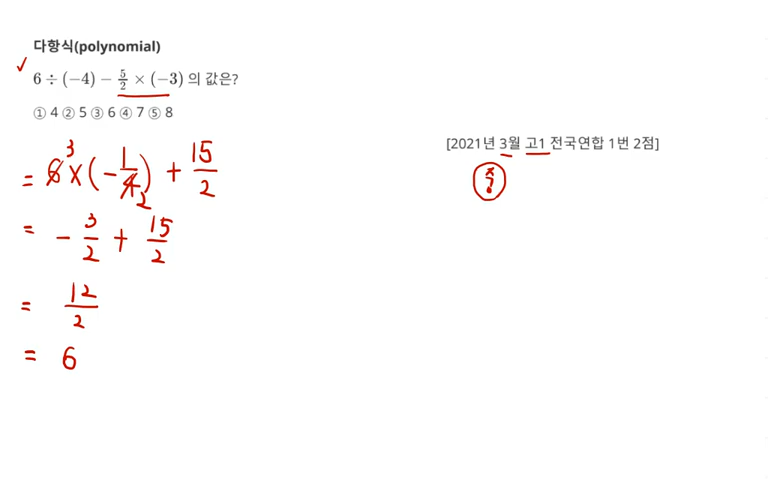 다항식(polynomial)
6 ÷ (−4) − 5/2 × (−3) 의 값은?
① 4 ② 5 ③ 6 ④ 7 ⑤ 8
[2021년 3월 고1 전국연합 1번 2점]
= 6 3 × (− 1/4 2) + 15/2
= − 3/2 + 15/2
= 12/2
= 6